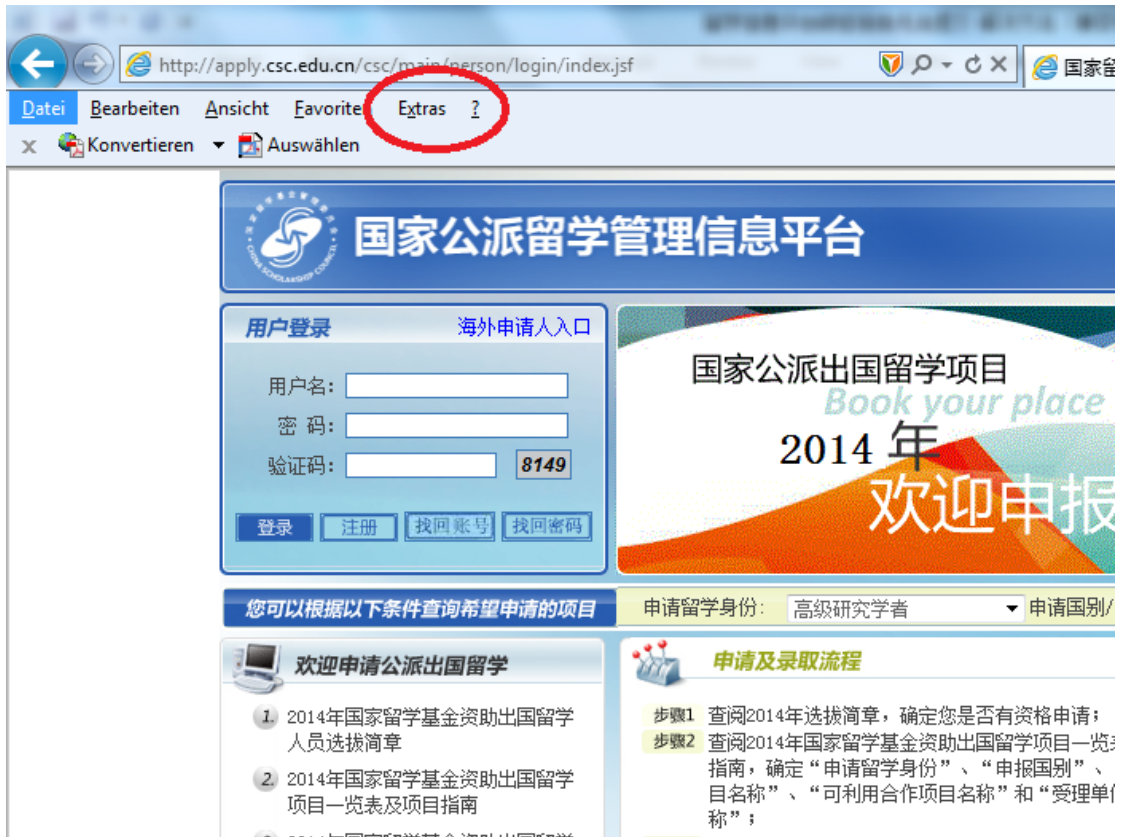 http://apply.csc.edu.cn/csc/main/person/login/index.jsf
国家留
Datei Bearbeiten Ansicht Favoriten Extras ?
x Konvertieren Auswählen
国家公派留学管理信息平台
CHINA SCHOLARSHIP COUNCIL
用户登录 海外申请人入口
用户名:
密 码:
验证码: 8149
登录 注册 找回账号 找回密码
国家公派出国留学项目
Book your place
2014 年
欢迎申报
您可以根据以下条件查询希望申请的项目
申请留学身份: 高级研究学者 申请国别/
欢迎申请公派出国留学
1. 2014年国家留学基金资助出国留学
人员选拔简章
2. 2014年国家留学基金资助出国留学
项目一览表及项目指南
申请及录取流程
步骤1 查阅2014年选拔简章，确定您是否有资格申请；
步骤2 查阅2014年国家留学基金资助出国留学项目一览表
指南，确定“申请留学身份”、“申报国别”、
目名称”、“可利用合作项目名称”和“受理单位
称”；